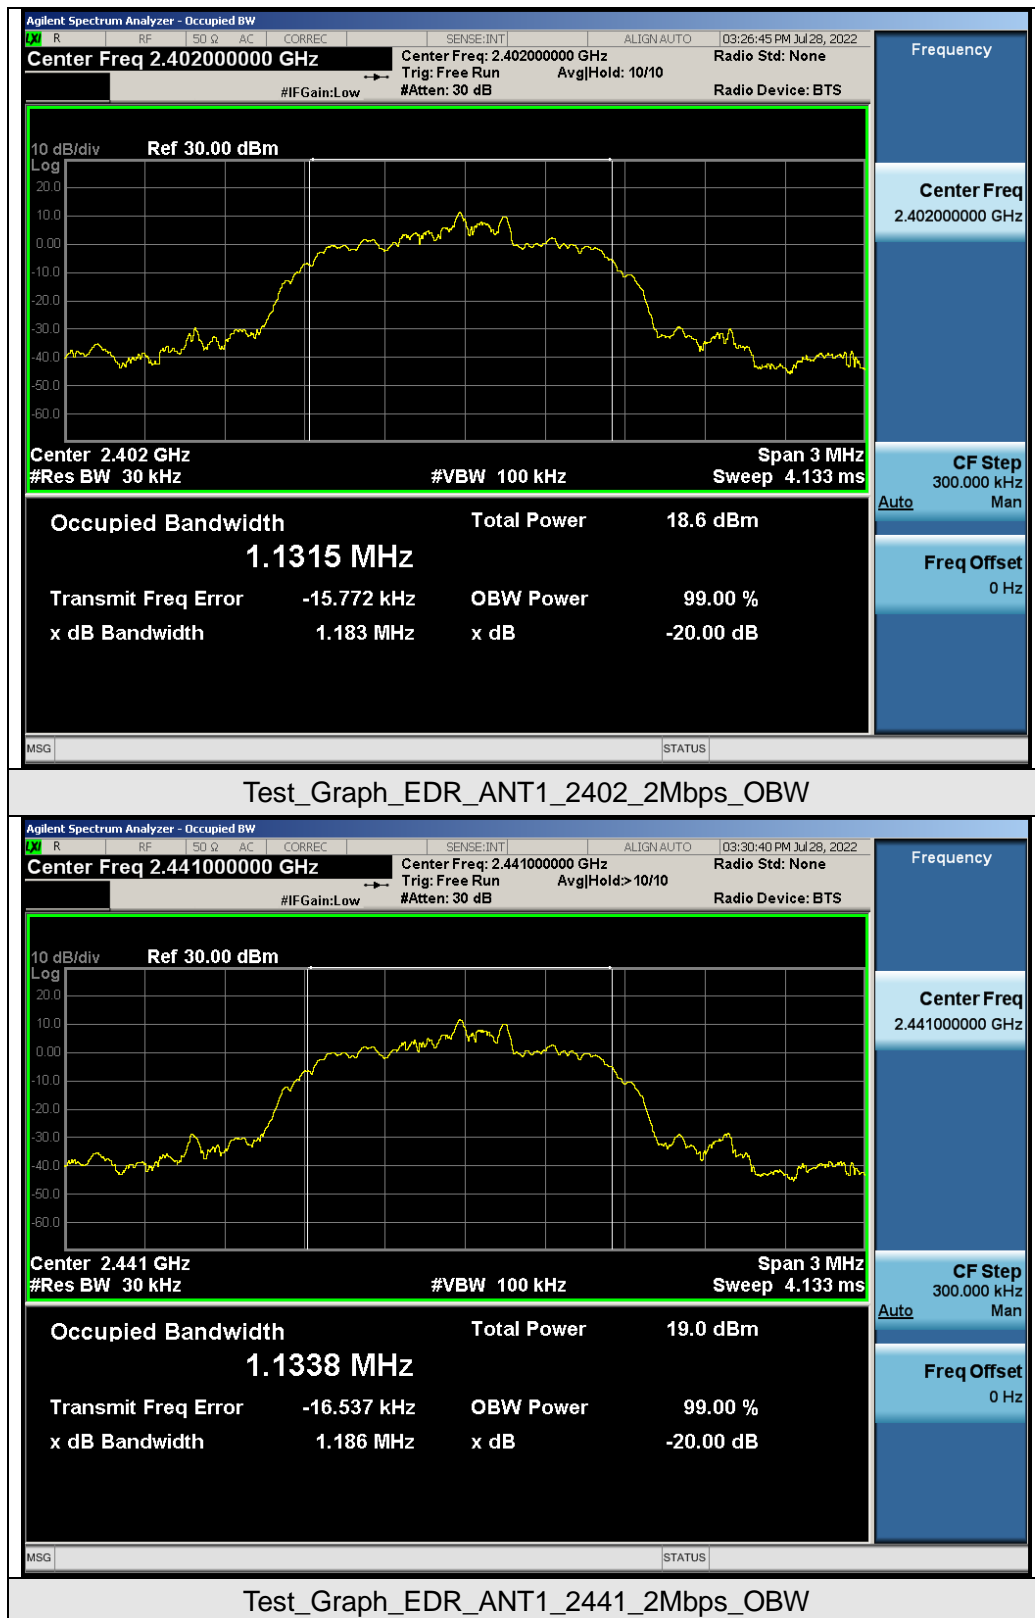 Agilent Spectrum Analyzer - Occupied BW
LXI R RF 50 Ω AC CORREC SENSE:INT ALIGN AUTO 03:26:45 PM Jul 28, 2022
Center Freq 2.402000000 GHz Center Freq: 2.402000000 GHz Radio Std: None
Trig: Free Run Avg|Hold: 10/10
#IFGain:Low #Atten: 30 dB Radio Device: BTS
Frequency
10 dB/div Ref 30.00 dBm
Log
20.0
10.0
0.00
-10.0
-20.0
-30.0
-40.0
-50.0
-60.0
Center 2.402 GHz Span 3 MHz
#Res BW 30 kHz #VBW 100 kHz Sweep 4.133 ms
Center Freq
2.402000000 GHz
CF Step
300.000 kHz
Auto Man
Freq Offset
0 Hz
Occupied Bandwidth Total Power 18.6 dBm
1.1315 MHz
Transmit Freq Error -15.772 kHz OBW Power 99.00 %
x dB Bandwidth 1.183 MHz x dB -20.00 dB
MSG STATUS
Test_Graph_EDR_ANT1_2402_2Mbps_OBW
Agilent Spectrum Analyzer - Occupied BW
LXI R RF 50 Ω AC CORREC SENSE:INT ALIGN AUTO 03:30:40 PM Jul 28, 2022
Center Freq 2.441000000 GHz Center Freq: 2.441000000 GHz Radio Std: None
Trig: Free Run Avg|Hold:>10/10
#IFGain:Low #Atten: 30 dB Radio Device: BTS
Frequency
10 dB/div Ref 30.00 dBm
Log
20.0
10.0
0.00
-10.0
-20.0
-30.0
-40.0
-50.0
-60.0
Center 2.441 GHz Span 3 MHz
#Res BW 30 kHz #VBW 100 kHz Sweep 4.133 ms
Center Freq
2.441000000 GHz
CF Step
300.000 kHz
Auto Man
Freq Offset
0 Hz
Occupied Bandwidth Total Power 19.0 dBm
1.1338 MHz
Transmit Freq Error -16.537 kHz OBW Power 99.00 %
x dB Bandwidth 1.186 MHz x dB -20.00 dB
MSG STATUS
Test_Graph_EDR_ANT1_2441_2Mbps_OBW